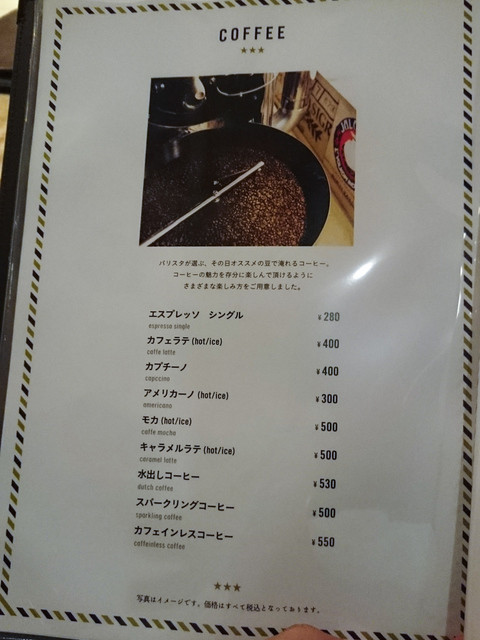 COFFEE
バリスタが選ぶ、その日オススメの豆で淹れるコーヒー。
コーヒーの魅力を存分に楽しんで頂けるように
さまざまな楽しみ方をご用意しました。
エスプレッソ シングル ¥280
espresso single
カフェラテ (hot/ice) ¥400
caffe latte
カプチーノ ¥400
capccino
アメリカーノ (hot/ice) ¥300
americano
モカ (hot/ice) ¥500
caffe mocha
キャラメルラテ (hot/ice) ¥500
caramel latte
水出しコーヒー ¥530
dutch coffee
スパークリングコーヒー ¥500
sparkling coffee
カフェインレスコーヒー ¥550
caffeinless coffee
写真はイメージです。価格はすべて税込となっております。